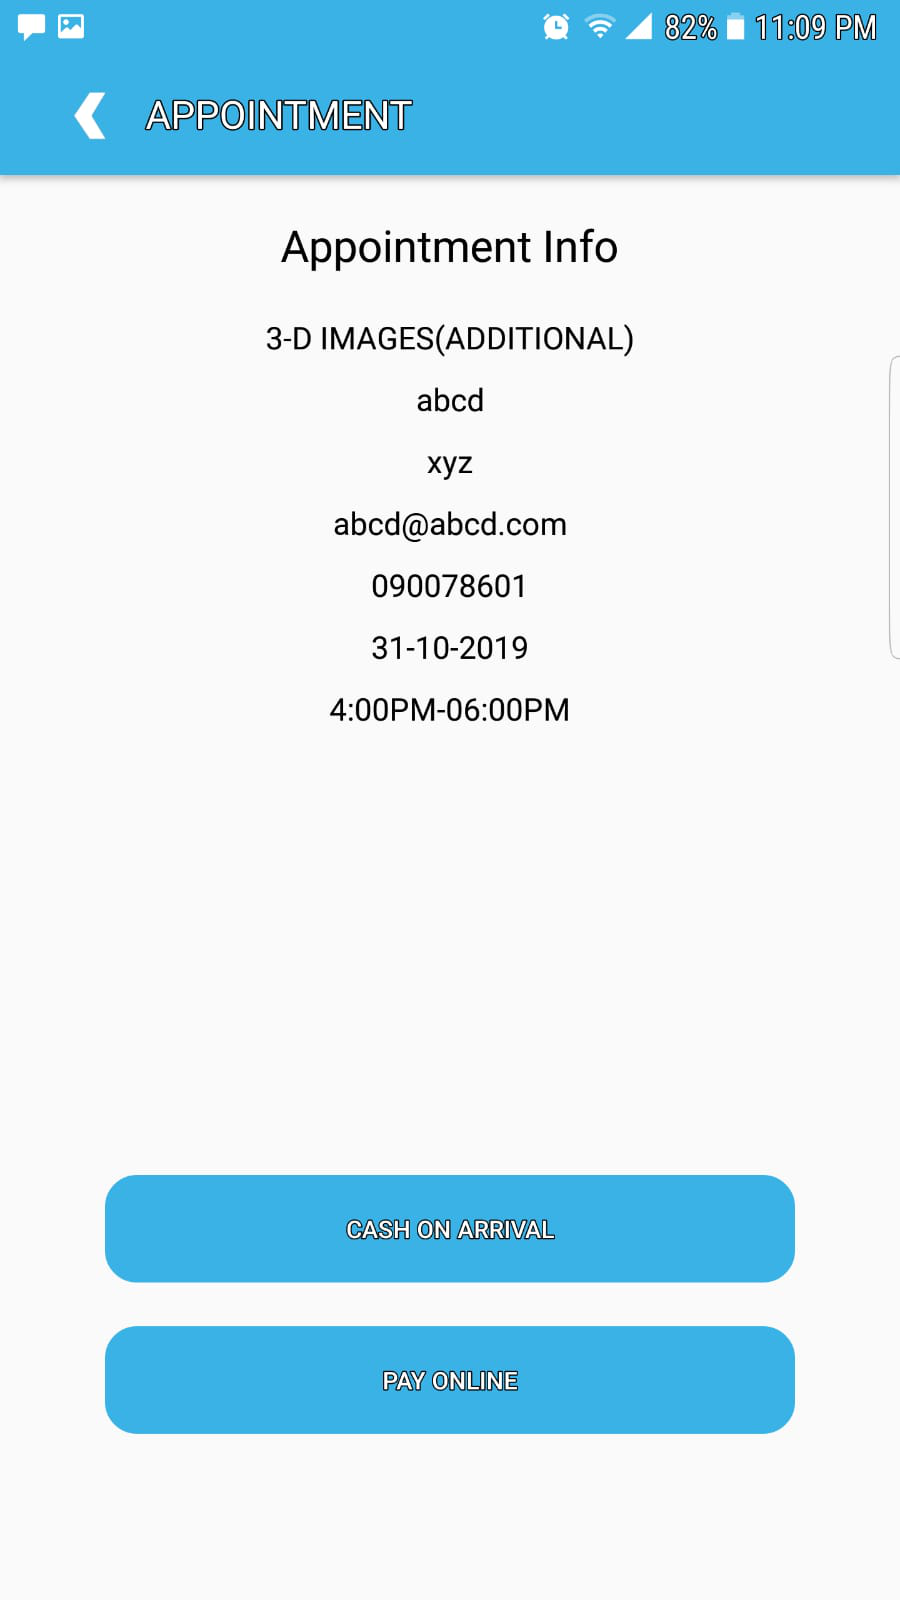 82% 11:09 PM
APPOINTMENT
Appointment Info
3-D IMAGES(ADDITIONAL)
abcd
xyz
abcd@abcd.com
090078601
31-10-2019
4:00PM-06:00PM
CASH ON ARRIVAL
PAY ONLINE